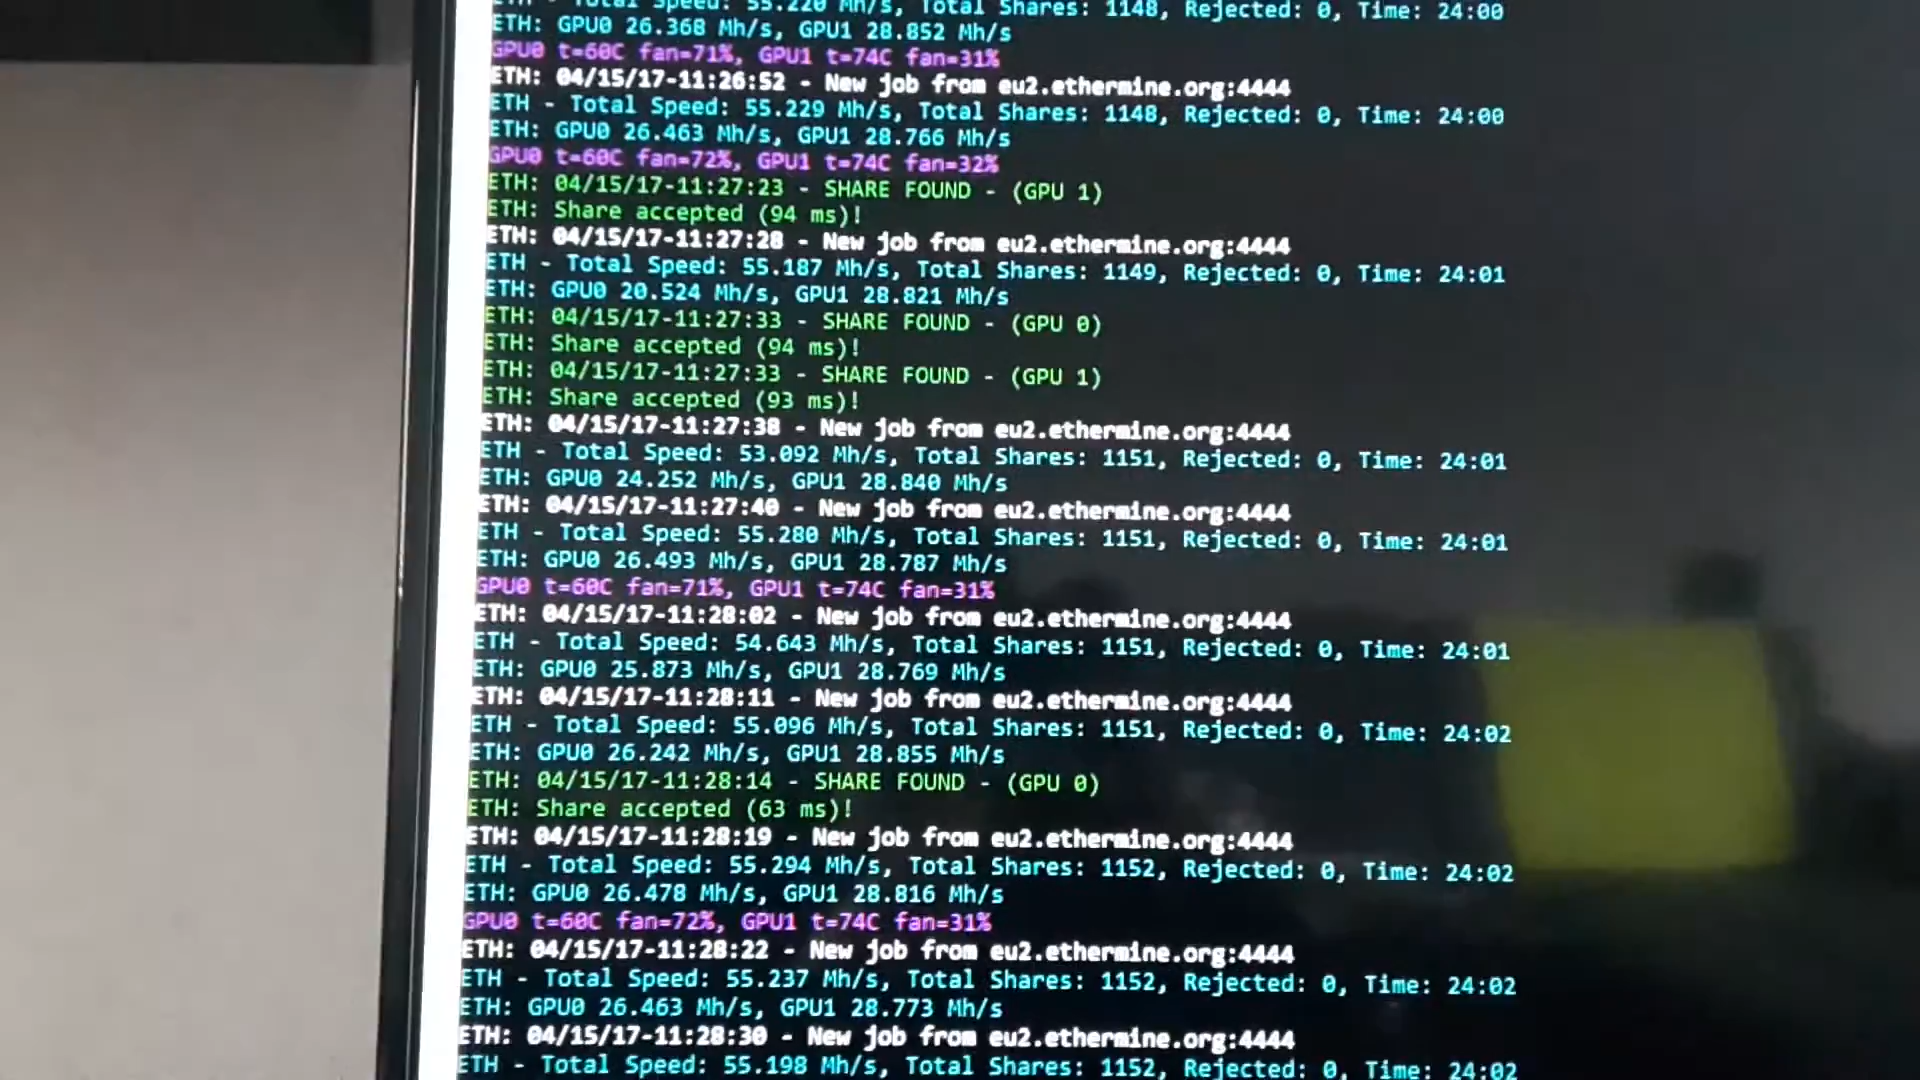 ETH - Total Speed: 55.220 Mh/s, Total Shares: 1148, Rejected: 0, Time: 24:00
ETH: GPU0 26.368 Mh/s, GPU1 28.852 Mh/s
GPU0 t=60C fan=71%, GPU1 t=74C fan=31%
ETH: 04/15/17-11:26:52 - New job from eu2.ethermine.org:4444
ETH - Total Speed: 55.229 Mh/s, Total Shares: 1148, Rejected: 0, Time: 24:00
ETH: GPU0 26.463 Mh/s, GPU1 28.766 Mh/s
GPU0 t=60C fan=72%, GPU1 t=74C fan=32%
ETH: 04/15/17-11:27:23 - SHARE FOUND - (GPU 1)
ETH: Share accepted (94 ms)!
ETH: 04/15/17-11:27:28 - New job from eu2.ethermine.org:4444
ETH - Total Speed: 55.187 Mh/s, Total Shares: 1149, Rejected: 0, Time: 24:01
ETH: GPU0 20.524 Mh/s, GPU1 28.821 Mh/s
ETH: 04/15/17-11:27:33 - SHARE FOUND - (GPU 0)
ETH: Share accepted (94 ms)!
ETH: 04/15/17-11:27:33 - SHARE FOUND - (GPU 1)
ETH: Share accepted (93 ms)!
ETH: 04/15/17-11:27:38 - New job from eu2.ethermine.org:4444
ETH - Total Speed: 53.092 Mh/s, Total Shares: 1151, Rejected: 0, Time: 24:01
ETH: GPU0 24.252 Mh/s, GPU1 28.840 Mh/s
ETH: 04/15/17-11:27:40 - New job from eu2.ethermine.org:4444
ETH - Total Speed: 55.280 Mh/s, Total Shares: 1151, Rejected: 0, Time: 24:01
ETH: GPU0 26.493 Mh/s, GPU1 28.787 Mh/s
GPU0 t=60C fan=71%, GPU1 t=74C fan=31%
ETH: 04/15/17-11:28:02 - New job from eu2.ethermine.org:4444
ETH - Total Speed: 54.643 Mh/s, Total Shares: 1151, Rejected: 0, Time: 24:01
ETH: GPU0 25.873 Mh/s, GPU1 28.769 Mh/s
ETH: 04/15/17-11:28:11 - New job from eu2.ethermine.org:4444
ETH - Total Speed: 55.096 Mh/s, Total Shares: 1151, Rejected: 0, Time: 24:02
ETH: GPU0 26.242 Mh/s, GPU1 28.855 Mh/s
ETH: 04/15/17-11:28:14 - SHARE FOUND - (GPU 0)
ETH: Share accepted (63 ms)!
ETH: 04/15/17-11:28:19 - New job from eu2.ethermine.org:4444
ETH - Total Speed: 55.294 Mh/s, Total Shares: 1152, Rejected: 0, Time: 24:02
ETH: GPU0 26.478 Mh/s, GPU1 28.816 Mh/s
GPU0 t=60C fan=72%, GPU1 t=74C fan=31%
ETH: 04/15/17-11:28:22 - New job from eu2.ethermine.org:4444
ETH - Total Speed: 55.237 Mh/s, Total Shares: 1152, Rejected: 0, Time: 24:02
ETH: GPU0 26.463 Mh/s, GPU1 28.773 Mh/s
ETH: 04/15/17-11:28:30 - New job from eu2.ethermine.org:4444
ETH - Total Speed: 55.198 Mh/s, Total Shares: 1152, Rejected: 0, Time: 24:02